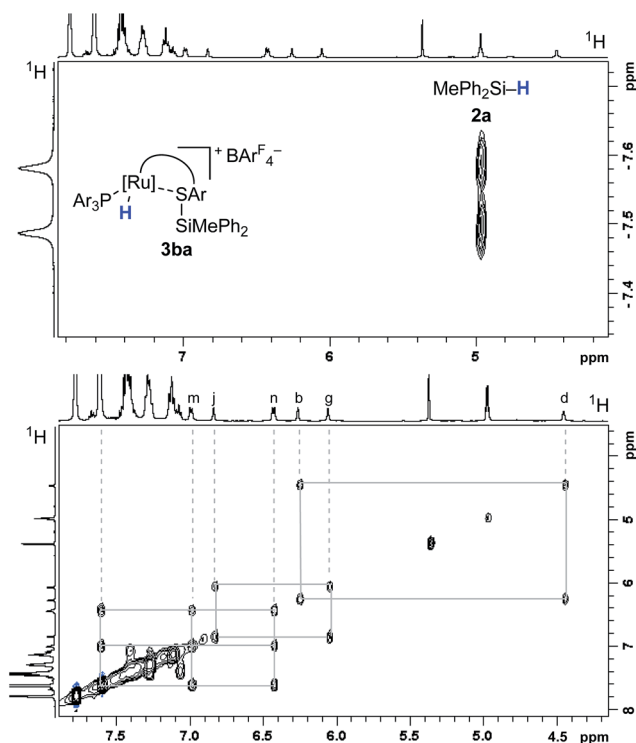 ¹H
¹H
MePh₂Si–H
2a
+ BArF₄–
[Ru]
Ar₃P
SAr
H
SiMePh₂
3ba
-7.6
-7.5
-7.4
ppm
7
6
5
ppm
m
j
n
b
g
d
¹H
¹H
ppm
5
6
7
8
7.5
7.0
6.5
6.0
5.5
5.0
4.5
ppm